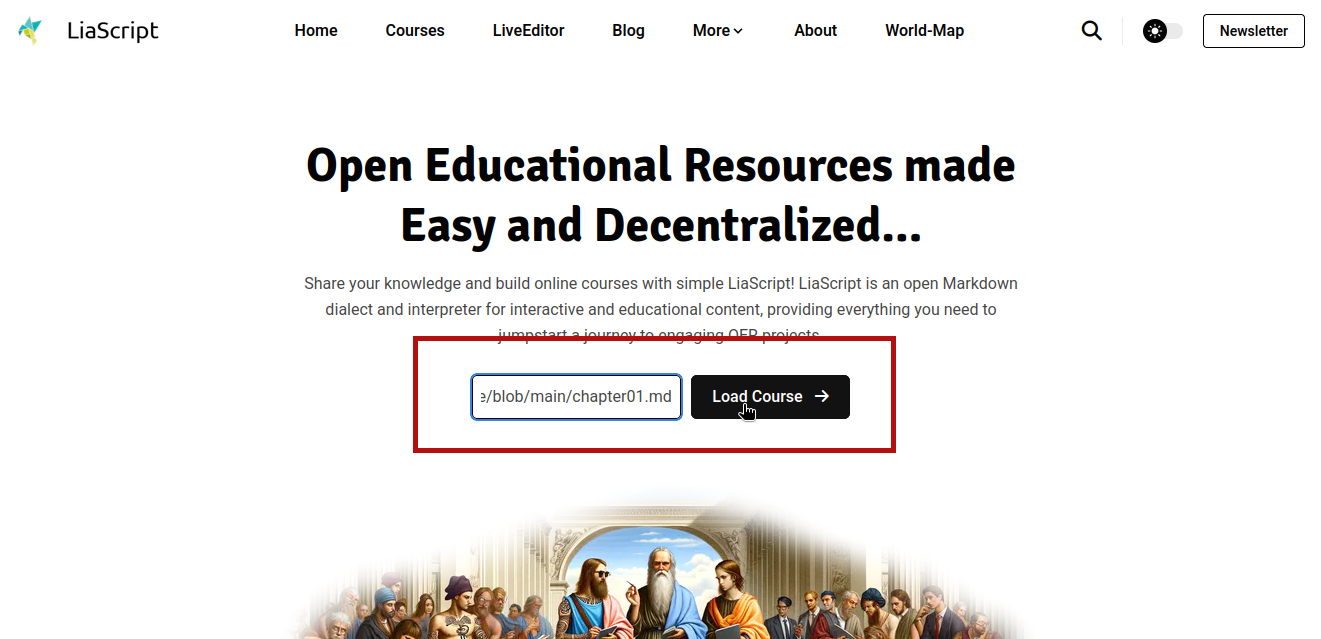 LiaScript
Home Courses LiveEditor Blog More About World-Map
Newsletter
Open Educational Resources made
Easy and Decentralized...
Share your knowledge and build online courses with simple LiaScript! LiaScript is an open Markdown
dialect and interpreter for interactive and educational content, providing everything you need to
jumpstart a journey to engaging OER projects.
e/blob/main/chapter01.md
Load Course